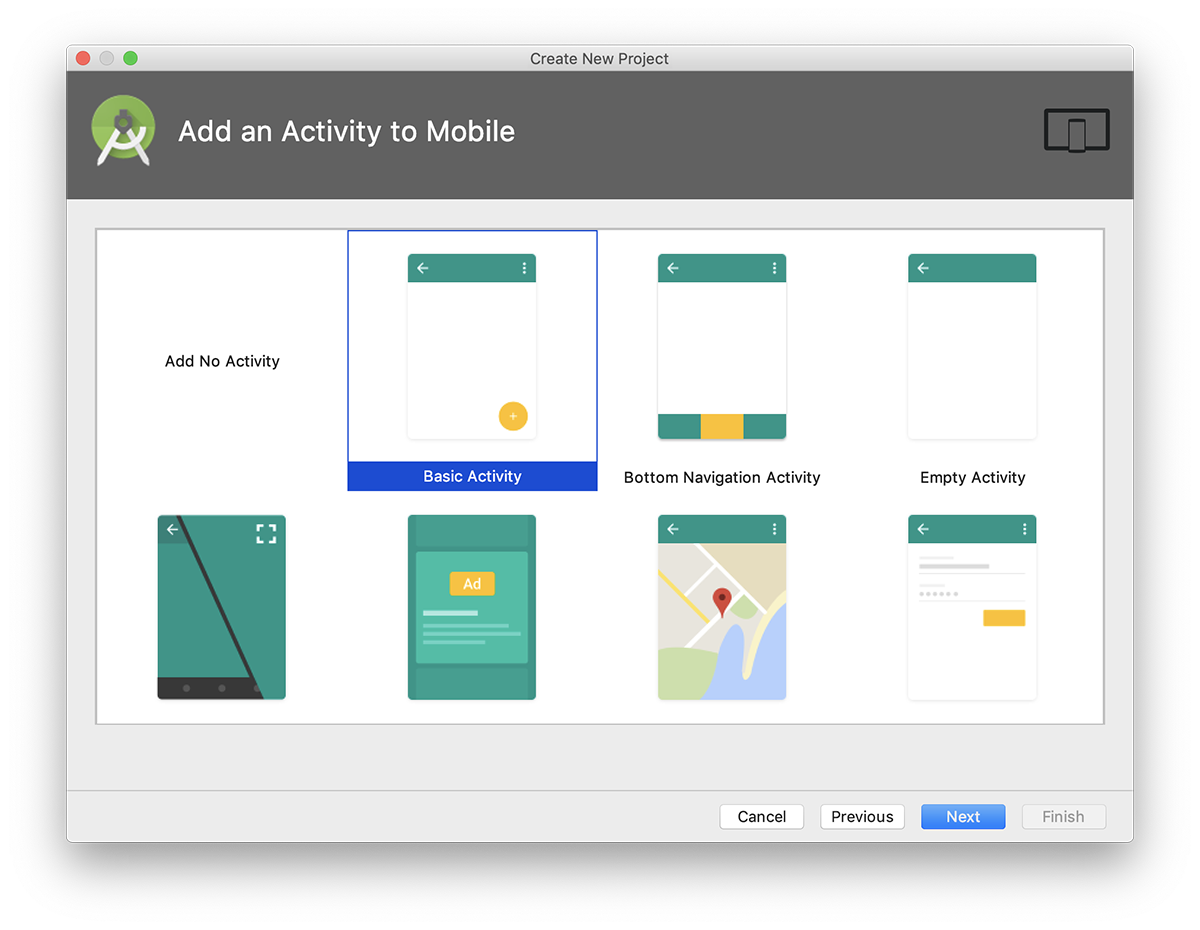 Create New Project
Add an Activity to Mobile
Add No Activity
Basic Activity
Bottom Navigation Activity
Empty Activity
Ad
Cancel
Previous
Next
Finish